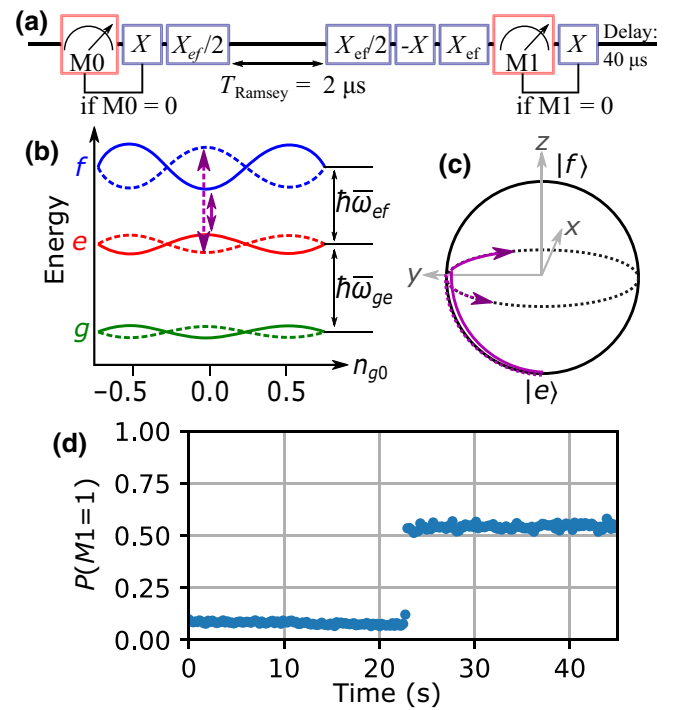 (a)
M0 X X_ef/2 X_ef/2 -X X_ef M1 X Delay:
40 μs
T_Ramsey = 2 μs
if M0 = 0 if M1 = 0
(b)
f
e
g
Energy
ℏω̅_ef
ℏω̅_ge
−0.5 0.0 0.5 n_g0
(c)
z
|f⟩
x
y
|e⟩
(d)
P(M1=1)
1.00
0.75
0.50
0.25
0.00
0 10 20 30 40
Time (s)